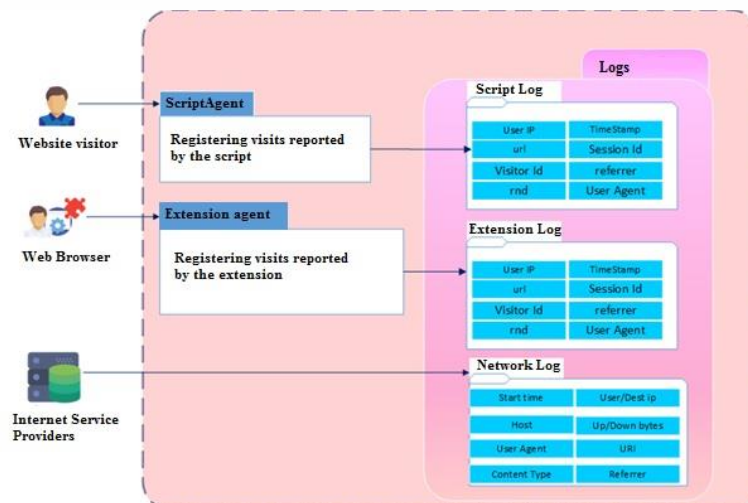 Logs
Website visitor
ScriptAgent
Registering visits reported
by the script
Script Log
User IP
TimeStamp
url
Session Id
Visitor Id
referrer
rnd
User Agent
Web Browser
Extension agent
Registering visits reported
by the extension
Extension Log
User IP
TimeStamp
url
Session Id
Visitor Id
referrer
rnd
User Agent
Internet Service
Providers
Network Log
Start time
User/Dest ip
Host
Up/Down bytes
User Agent
URI
Content Type
Referrer